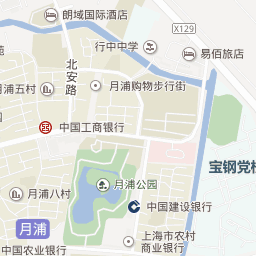 朗域国际酒店
X129
行中中学
易佰旅店
北安路
月浦五村
月浦购物步行街
中国工商银行
宝钢党校
月浦公园
月浦八村
中国建设银行
月浦
上海市农村
商业银行
中国农业银行